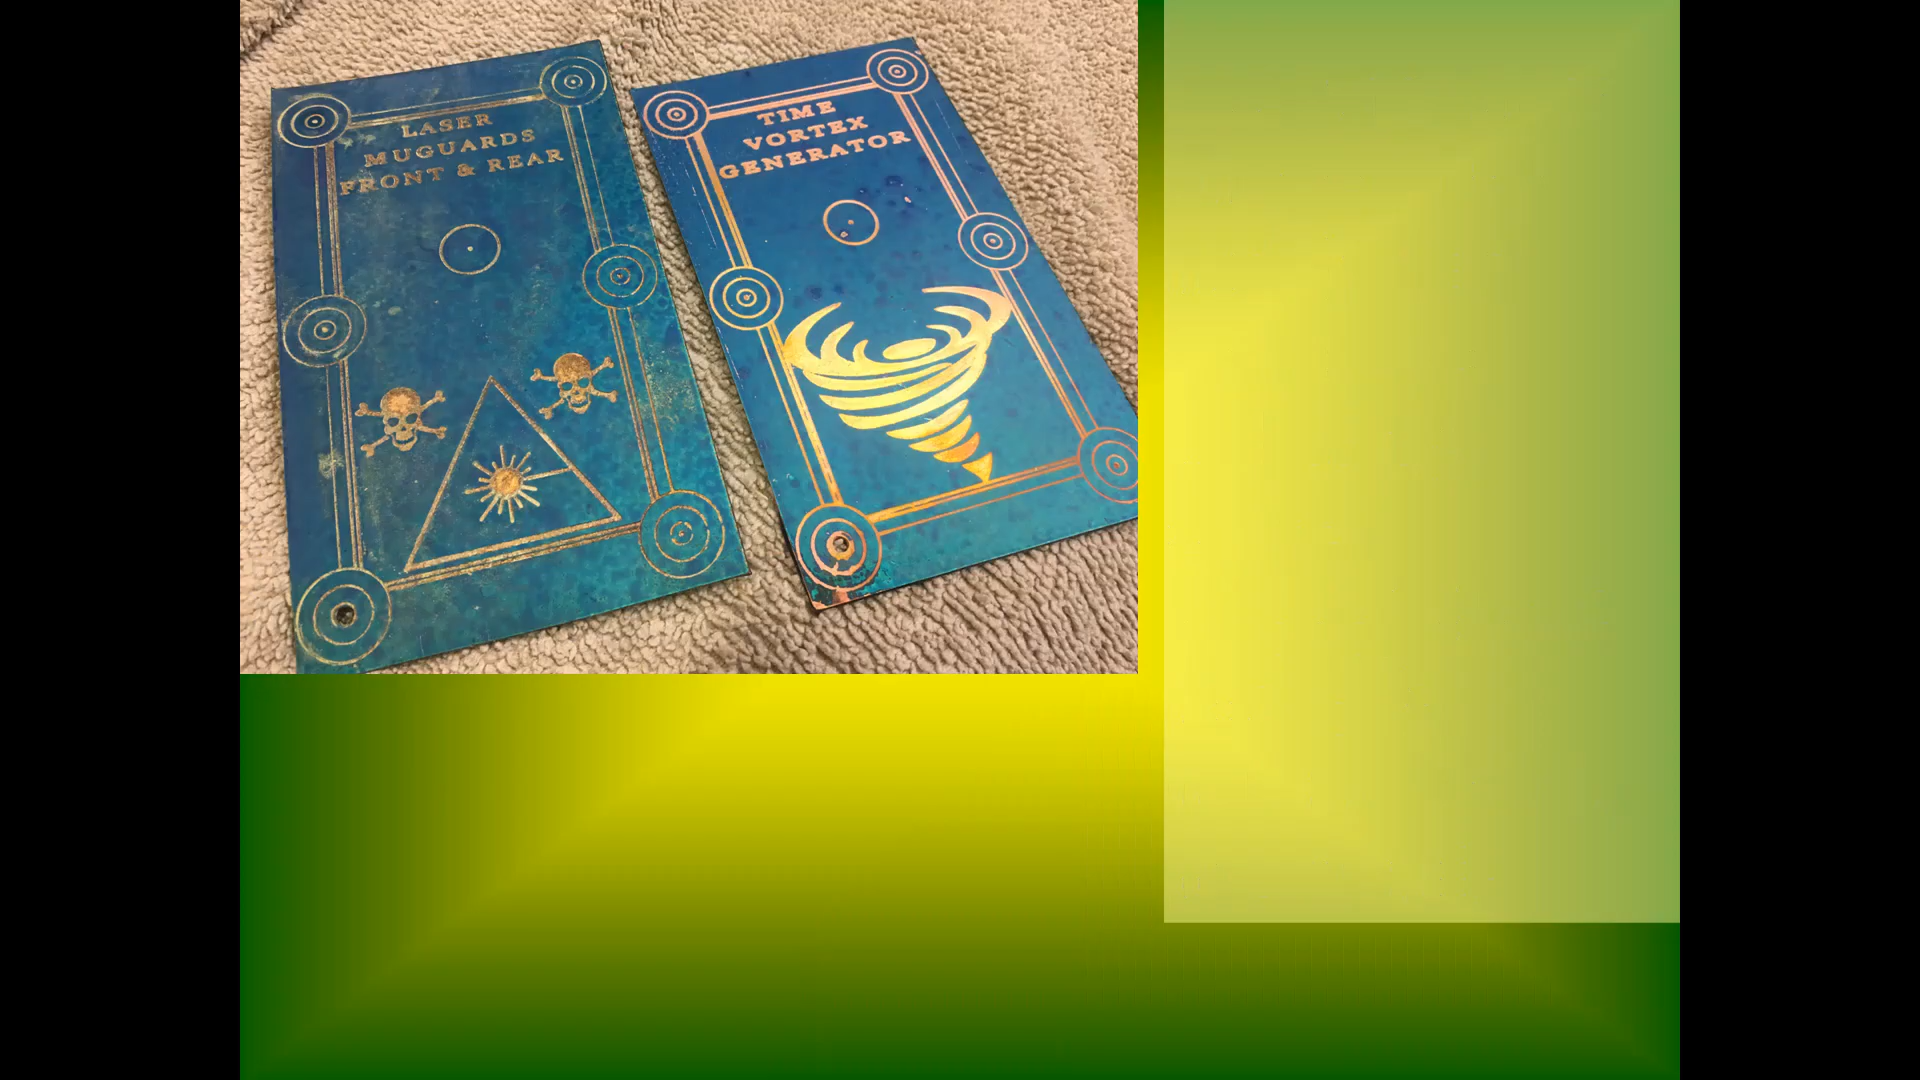 LASER
MUGUARDS
FRONT & REAR
TIME
VORTEX
GENERATOR